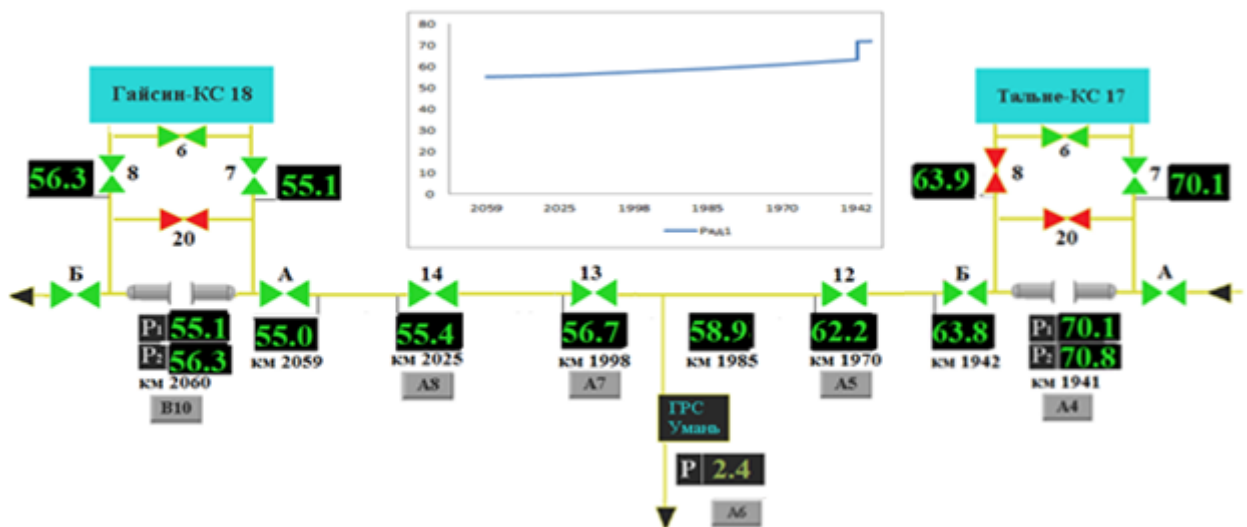 80
70
60
50
40
30
20
10
0
2059 2025 1998 1985 1970 1942
Ряд1
Гайсин-КС 18
6
8
7
56.3
55.1
20
Б
А
14
13
12
Б
А
Тальне-КС 17
6
8
7
63.9
70.1
20
P1 55.1
P2 56.3
км 2060
B10
55.0
км 2059
55.4
км 2025
A8
56.7
км 1998
A7
58.9
км 1985
62.2
км 1970
A5
63.8
км 1942
P1 70.1
P2 70.8
км 1941
A4
ГРС
Умань
P 2.4
A6